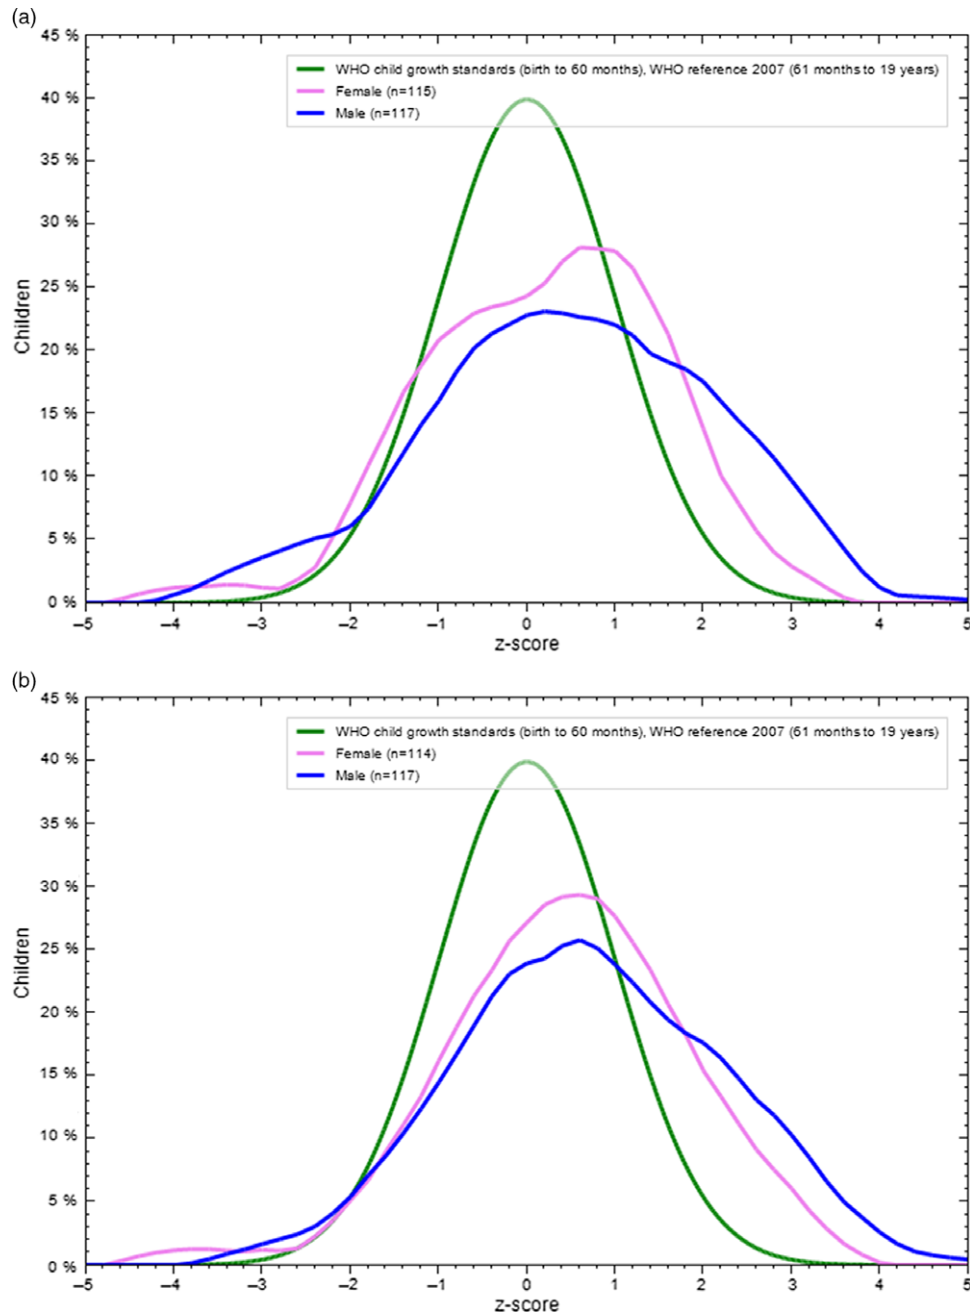 (a)
45 %
40 %
35 %
30 %
25 %
20 %
15 %
10 %
5 %
0 %
Children
WHO child growth standards (birth to 60 months), WHO reference 2007 (61 months to 19 years)
Female (n=115)
Male (n=117)
–5 –4 –3 –2 –1 0 1 2 3 4 5
z-score
(b)
45 %
40 %
35 %
30 %
25 %
20 %
15 %
10 %
5 %
0 %
Children
WHO child growth standards (birth to 60 months), WHO reference 2007 (61 months to 19 years)
Female (n=114)
Male (n=117)
–5 –4 –3 –2 –1 0 1 2 3 4 5
z-score